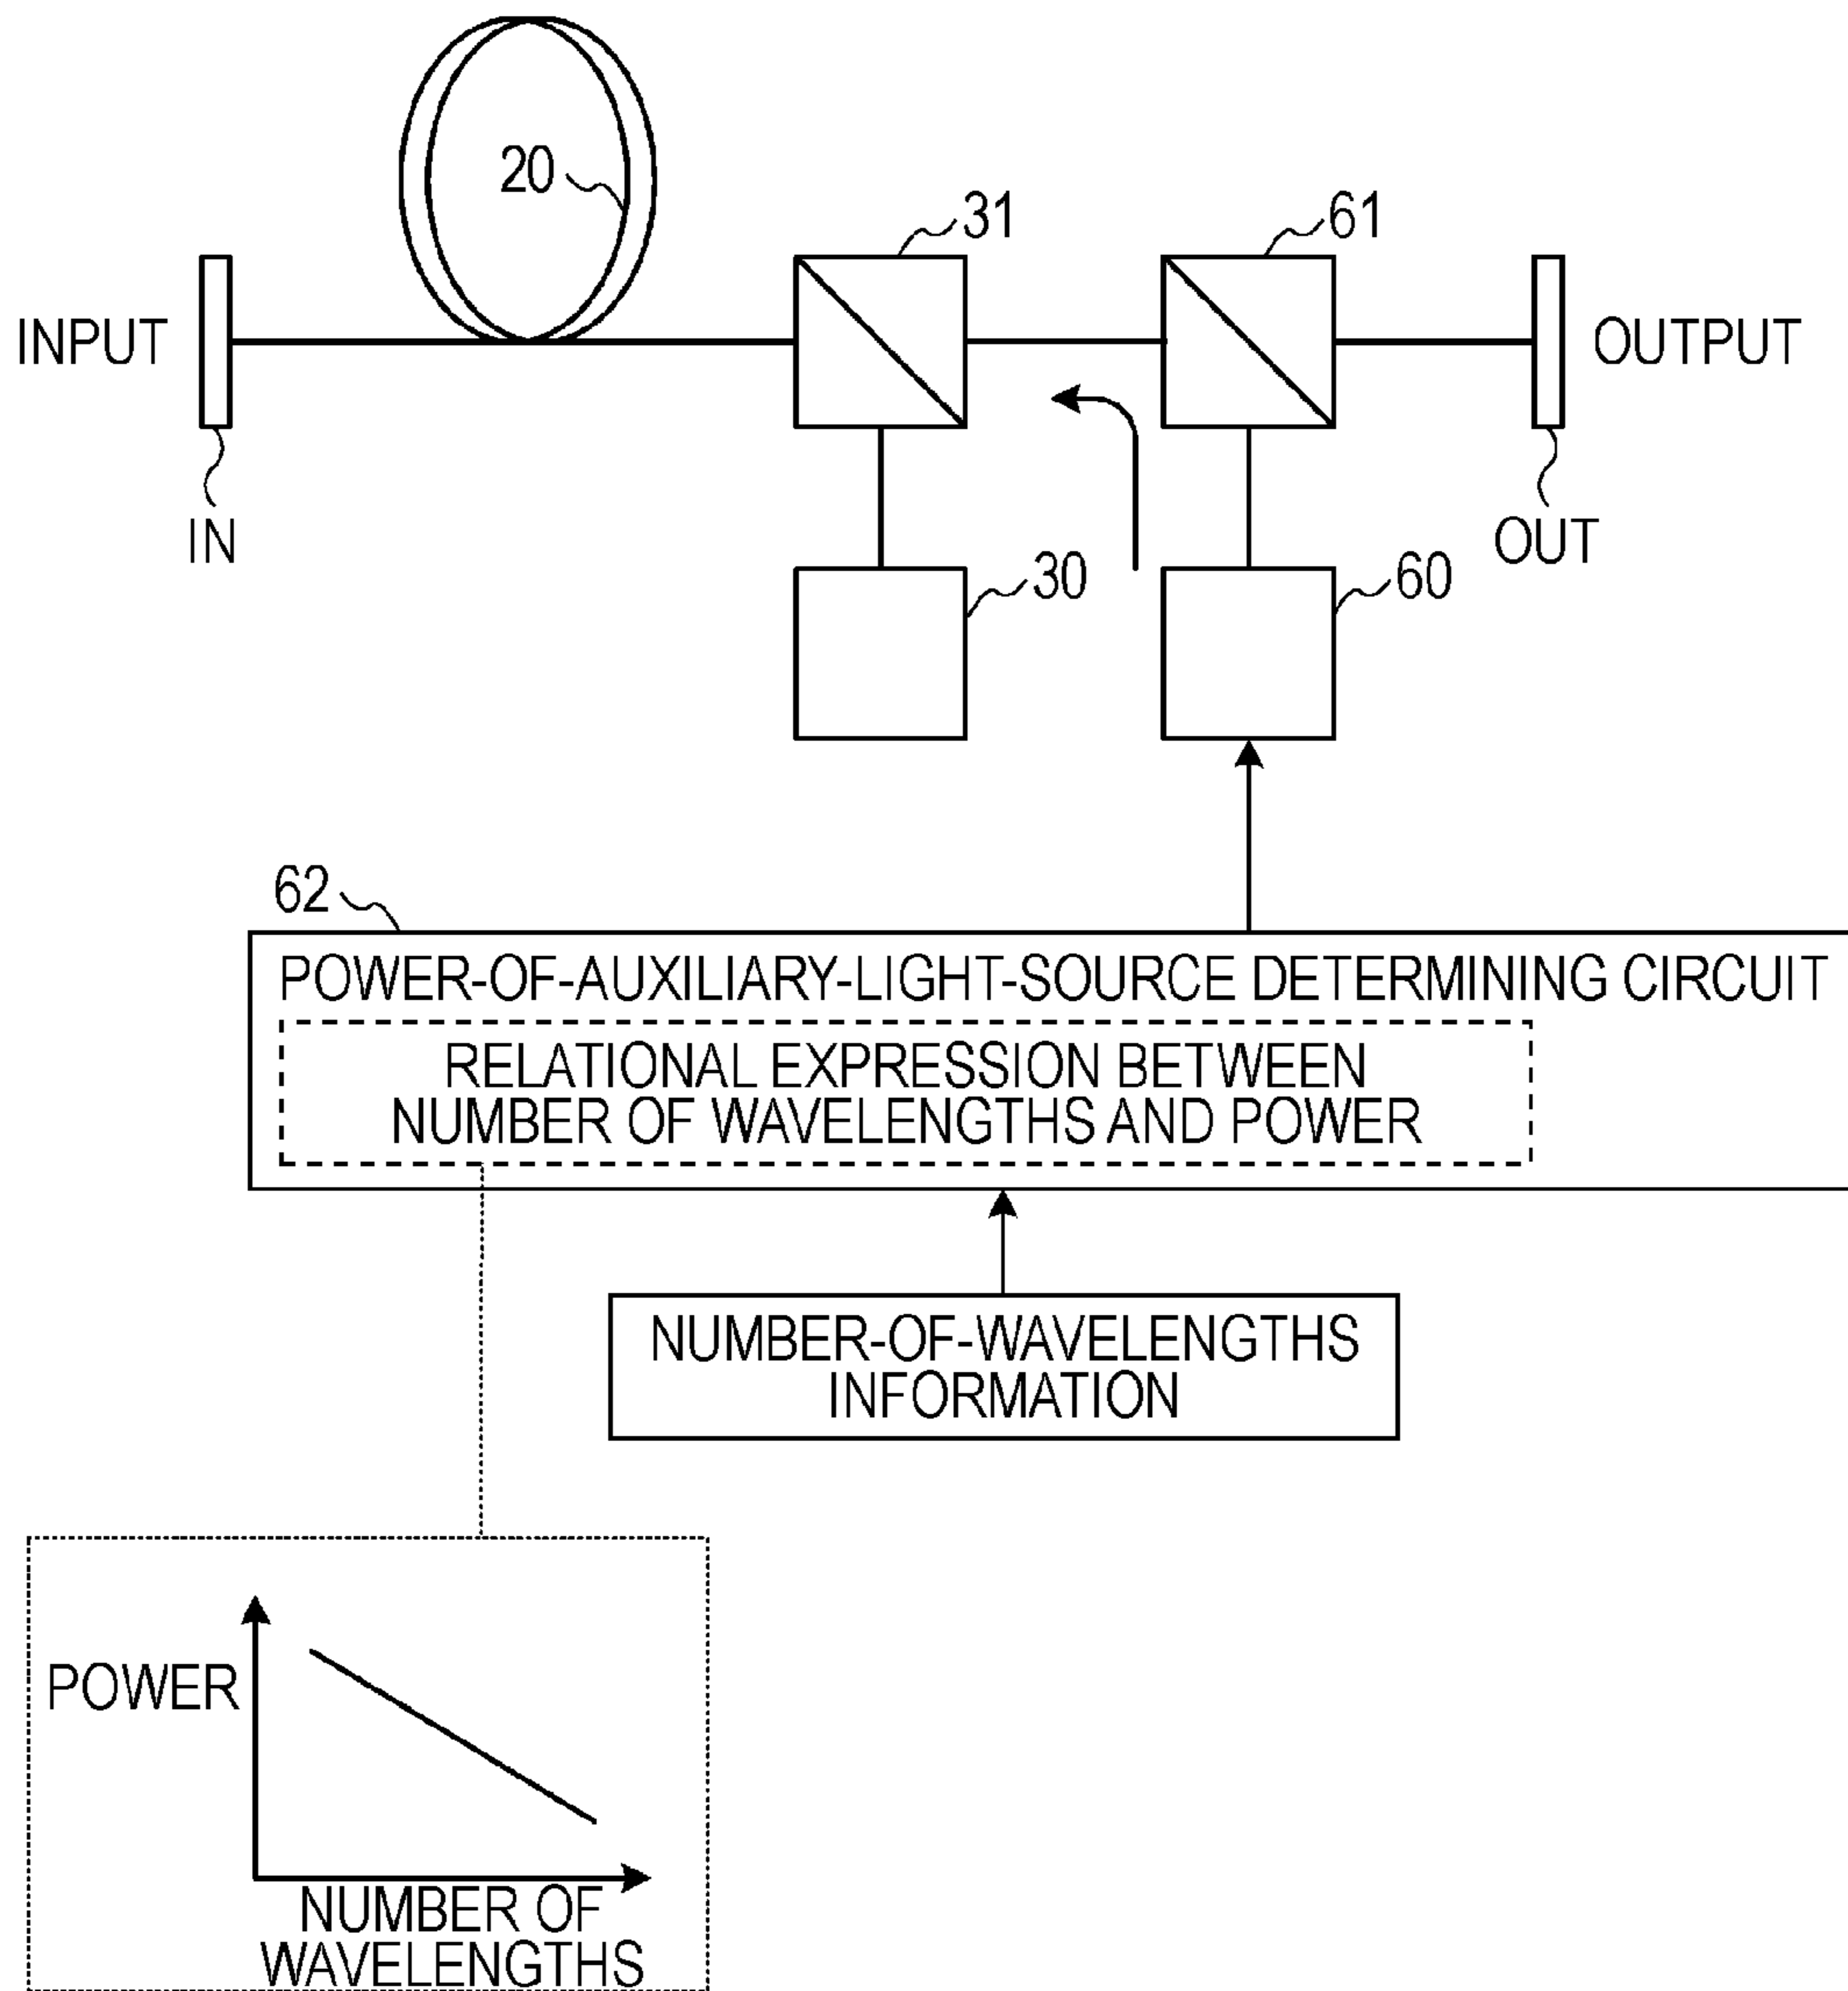 20
31
61
INPUT
OUTPUT
IN
OUT
30
60
62
POWER-OF-AUXILIARY-LIGHT-SOURCE DETERMINING CIRCUIT
RELATIONAL EXPRESSION BETWEEN
NUMBER OF WAVELENGTHS AND POWER
NUMBER-OF-WAVELENGTHS
INFORMATION
POWER
NUMBER OF
WAVELENGTHS